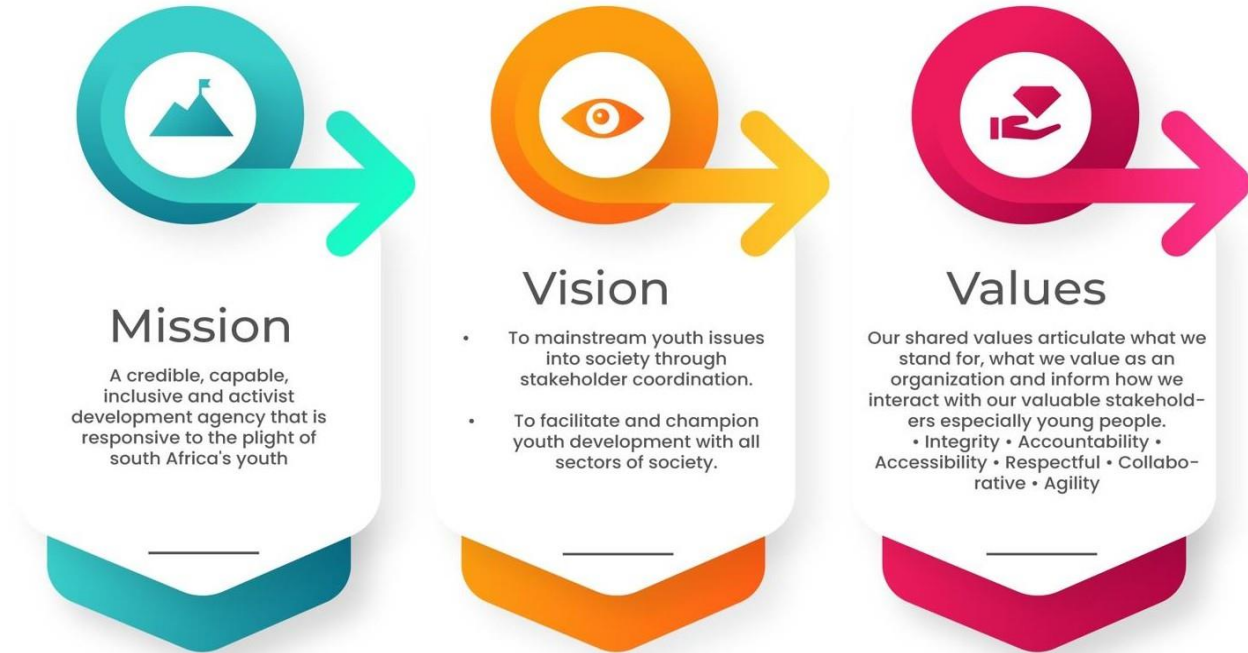 Mission
A credible, capable,
inclusive and activist
development agency that is
responsive to the plight of
south Africa's youth
Vision
• To mainstream youth issues
into society through
stakeholder coordination.
• To facilitate and champion
youth development with all
sectors of society.
Values
Our shared values articulate what we
stand for, what we value as an
organization and inform how we
interact with our valuable stakehold-
ers especially young people.
• Integrity • Accountability •
Accessibility • Respectful • Collabo-
rative • Agility